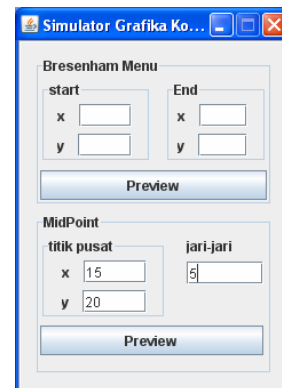 Simulator Grafika Ko...
Bresenham Menu
start End
x x
y y
Preview
MidPoint
titik pusat jari-jari
x 15 5
y 20
Preview